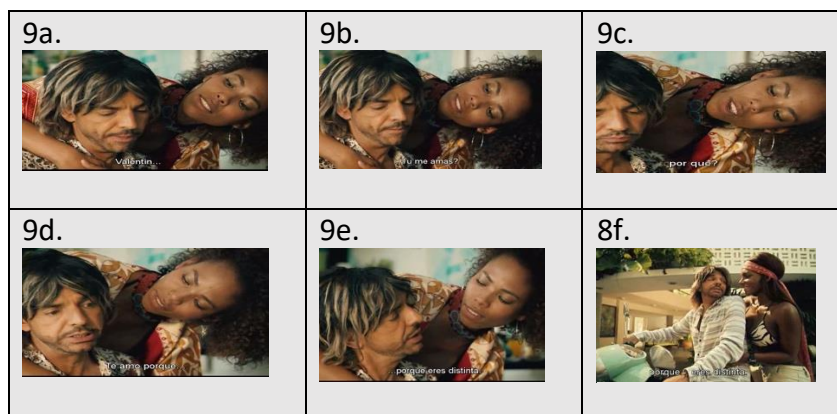 9a.
Valentín...
9b.
Tu me amas?
9c.
por qué?
9d.
Te amo porque
9e.
porque eres distinta.
8f.
porque eres distinta